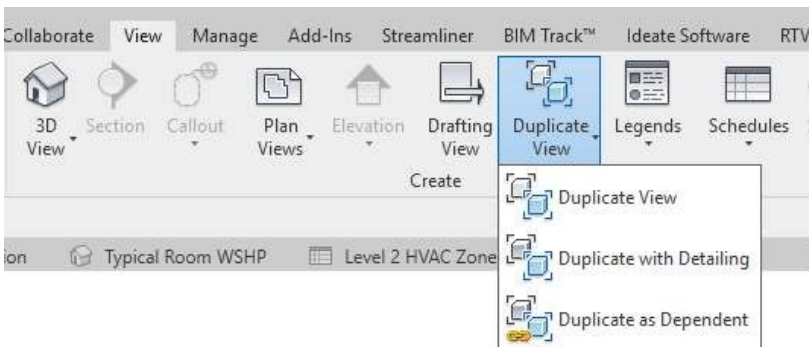 Collaborate View Manage Add-Ins Streamliner BIM Track™ Ideate Software RTV
3D View
Section
Callout
Plan Views
Elevation
Drafting View
Duplicate View
Legends
Schedules
Create
Duplicate View
ion Typical Room WSHP Level 2 HVAC Zone
Duplicate with Detailing
Duplicate as Dependent